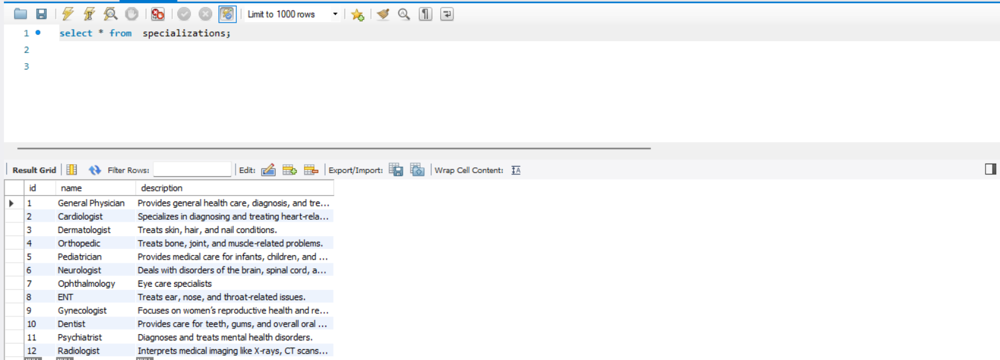 Limit to 1000 rows
1 select * from specializations;
2
3
Result Grid Filter Rows: Edit: Export/Import: Wrap Cell Content:
id name description
1 General Physician Provides general health care, diagnosis, and tre...
2 Cardiologist Specializes in diagnosing and treating heart-rela...
3 Dermatologist Treats skin, hair, and nail conditions.
4 Orthopedic Treats bone, joint, and muscle-related problems.
5 Pediatrician Provides medical care for infants, children, and ...
6 Neurologist Deals with disorders of the brain, spinal cord, a...
7 Ophthalmology Eye care specialists
8 ENT Treats ear, nose, and throat-related issues.
9 Gynecologist Focuses on women’s reproductive health and re...
10 Dentist Provides care for teeth, gums, and overall oral ...
11 Psychiatrist Diagnoses and treats mental health disorders.
12 Radiologist Interprets medical imaging like X-rays, CT scans...
NULL NULL NULL